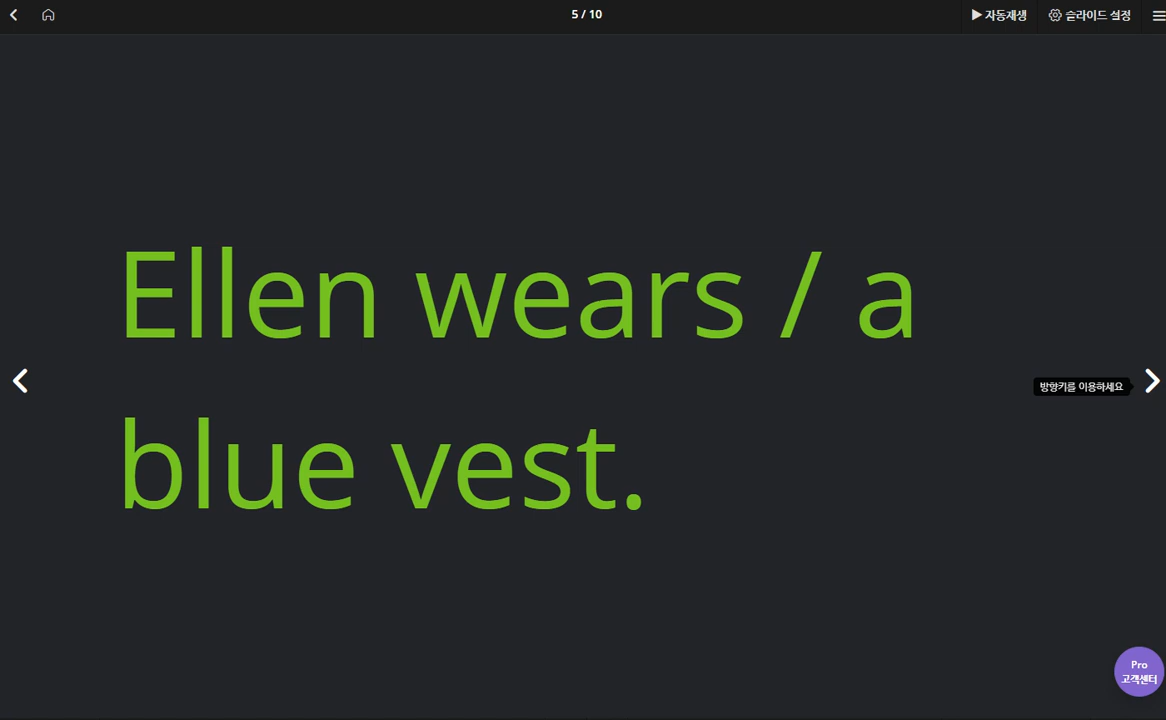 5 / 10
▶ 자동재생
슬라이드 설정
Ellen wears / a
blue vest.
방향키를 이용하세요
Pro
고객센터